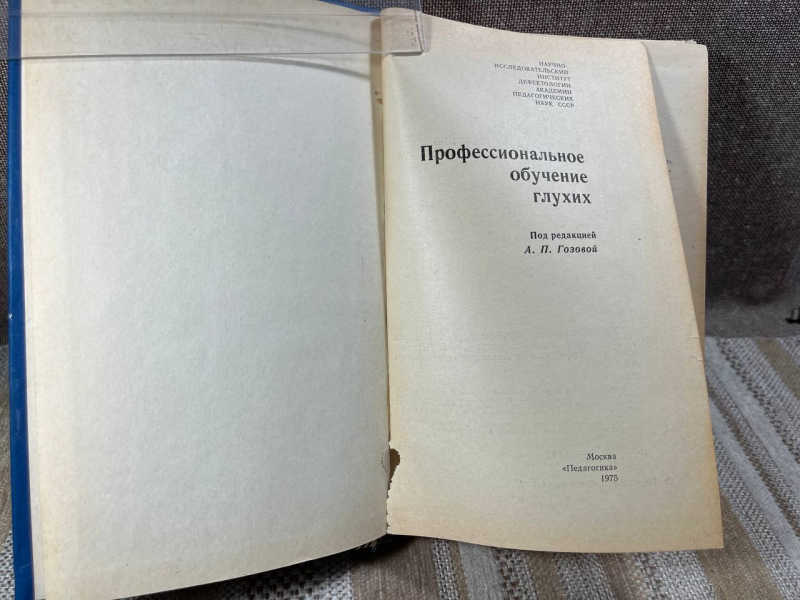 НАУЧНО-
ИССЛЕДОВАТЕЛЬСКИЙ
ИНСТИТУТ
ДЕФЕКТОЛОГИИ
АКАДЕМИИ
ПЕДАГОГИЧЕСКИХ
НАУК СССР
Профессиональное
обучение
глухих
Под редакцией
А. П. Гозовой
Москва
«Педагогика»
1975